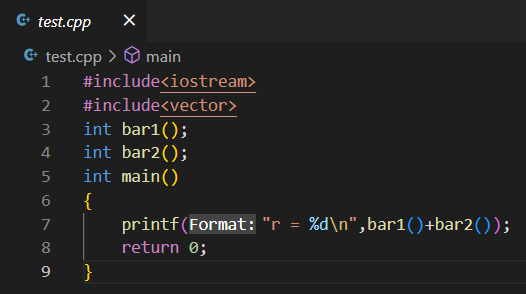 test.cpp ×
test.cpp > main
1 #include<iostream>
2 #include<vector>
3 int bar1();
4 int bar2();
5 int main()
6 {
7     printf(Format:"r = %d\n",bar1()+bar2());
8     return 0;
9 }